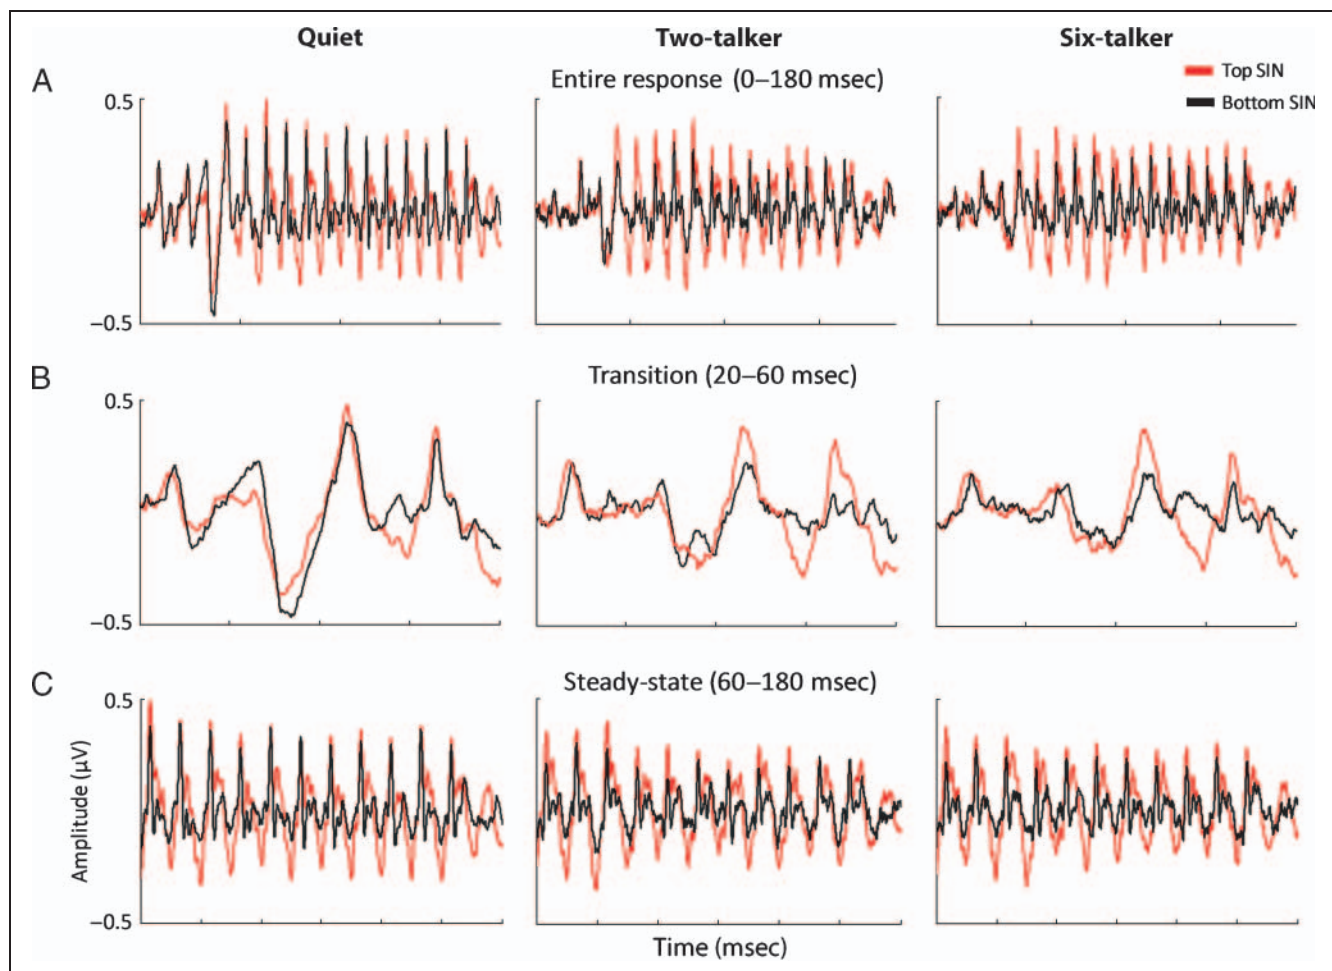 Quiet Two-talker Six-talker
A Entire response (0–180 msec)
Top SIN
Bottom SIN
0.5
–0.5
B Transition (20–60 msec)
0.5
–0.5
C Steady-state (60–180 msec)
0.5
Amplitude (µV)
–0.5
Time (msec)